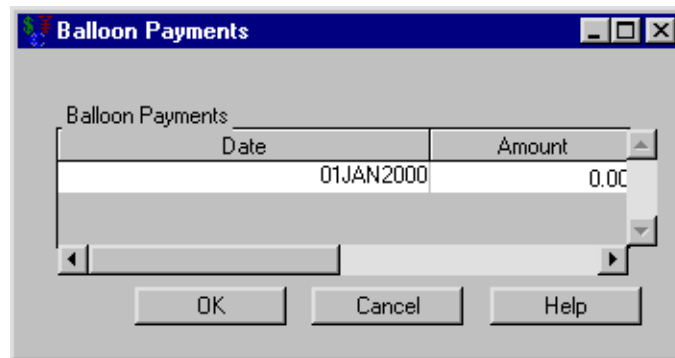 Balloon Payments
Balloon Payments
Date Amount
01JAN2000 0.00
OK Cancel Help